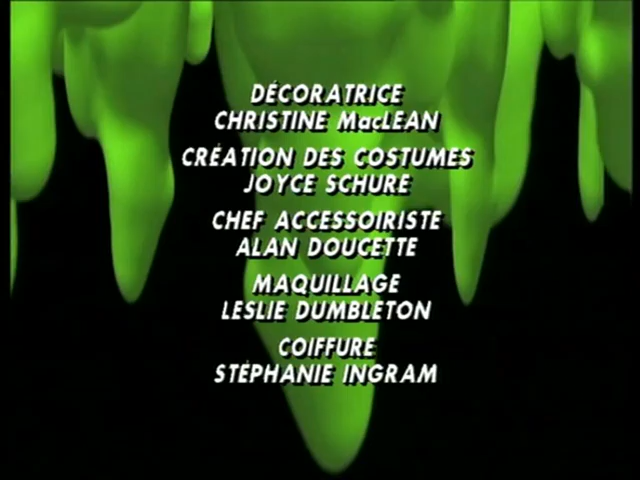 DÉCORATRICE
CHRISTINE MacLEAN
CRÉATION DES COSTUMES
JOYCE SCHURE
CHEF ACCESSOIRISTE
ALAN DOUCETTE
MAQUILLAGE
LESLIE DUMBLETON
COIFFURE
STÉPHANIE INGRAM